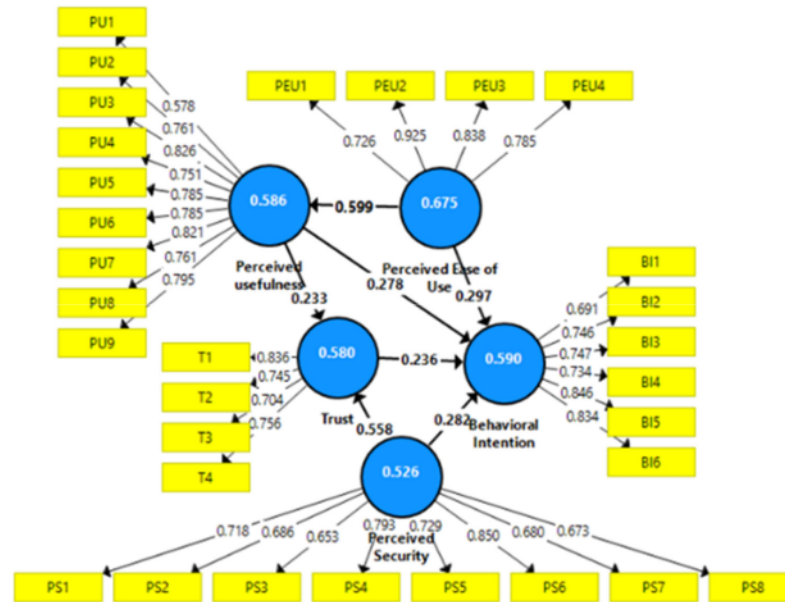 PU1
PU2
PU3
PU4
PU5
PU6
PU7
PU8
PU9
0.578
0.761
0.826
0.751
0.785
0.785
0.821
0.761
0.795
PEU1 PEU2 PEU3 PEU4
0.726 0.925 0.838 0.785
0.586 0.599 0.675
Perceived
usefulness
Perceived Ease of
Use
0.233 0.278 0.297
T1
T2
T3
T4
0.836
0.745
0.704
0.756
0.580 0.236 0.590
Trust
Behavioral
Intention
BI1
BI2
BI3
BI4
BI5
BI6
0.691
0.746
0.747
0.734
0.846
0.834
0.558 0.282
0.526
Perceived
Security
0.718 0.686 0.653 0.793 0.729 0.850 0.680 0.673
PS1 PS2 PS3 PS4 PS5 PS6 PS7 PS8